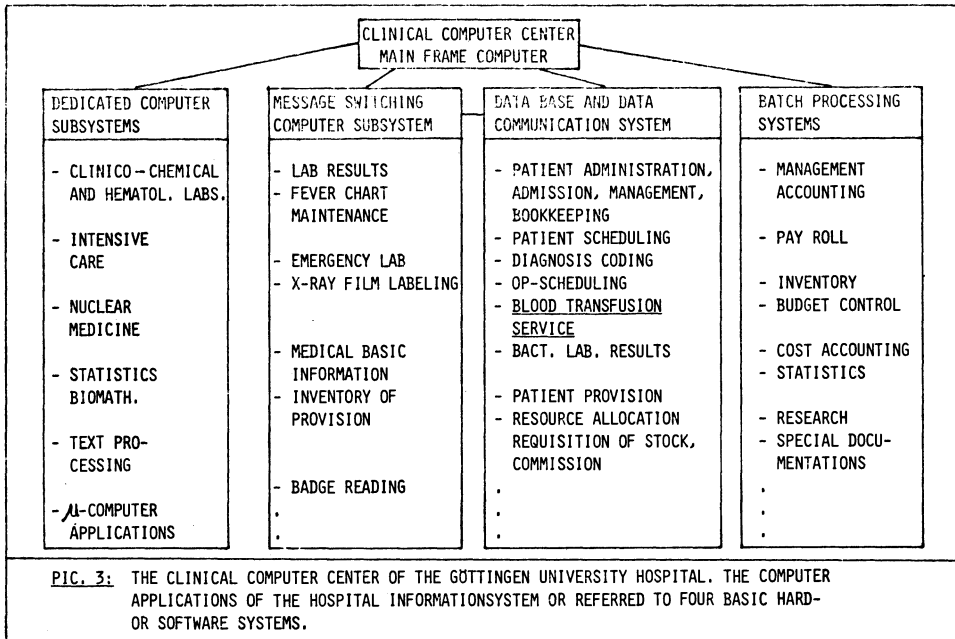 CLINICAL COMPUTER CENTER
MAIN FRAME COMPUTER
DEDICATED COMPUTER
SUBSYSTEMS
- CLINICO-CHEMICAL
AND HEMATOL. LABS.
- INTENSIVE
CARE
- NUCLEAR
MEDICINE
- STATISTICS
BIOMATH.
- TEXT PRO-
CESSING
- μ-COMPUTER
APPLICATIONS
MESSAGE SWITCHING
COMPUTER SUBSYSTEM
- LAB RESULTS
- FEVER CHART
MAINTENANCE
- EMERGENCY LAB
- X-RAY FILM LABELING
- MEDICAL BASIC
INFORMATION
- INVENTORY OF
PROVISION
- BADGE READING
.
.
DATA BASE AND DATA
COMMUNICATION SYSTEM
- PATIENT ADMINISTRATION,
ADMISSION, MANAGEMENT,
BOOKKEEPING
- PATIENT SCHEDULING
- DIAGNOSIS CODING
- OP-SCHEDULING
- BLOOD TRANSFUSION
SERVICE
- BACT. LAB. RESULTS
- PATIENT PROVISION
- RESOURCE ALLOCATION
REQUISITION OF STOCK,
COMMISSION
.
.
.
BATCH PROCESSING
SYSTEMS
- MANAGEMENT
ACCOUNTING
- PAY ROLL
- INVENTORY
- BUDGET CONTROL
- COST ACCOUNTING
- STATISTICS
- RESEARCH
- SPECIAL DOCU-
MENTATIONS
.
.
.
PIC. 3: THE CLINICAL COMPUTER CENTER OF THE GÖTTINGEN UNIVERSITY HOSPITAL. THE COMPUTER
APPLICATIONS OF THE HOSPITAL INFORMATIONSYSTEM OR REFERRED TO FOUR BASIC HARD-
OR SOFTWARE SYSTEMS.